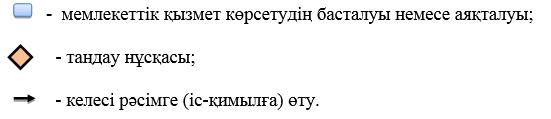 - мемлекеттік қызмет көрсетудің басталуы немесе аяқталуы;
- таңдау нұсқасы;
- келесі рәсімге (іс-қимылға) өту.